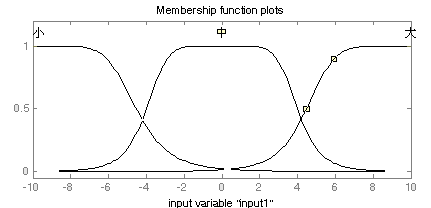 Membership function plots
小 中 大
1
0.5
0
-10 -8 -6 -4 -2 0 2 4 6 8 10
input variable "input1"